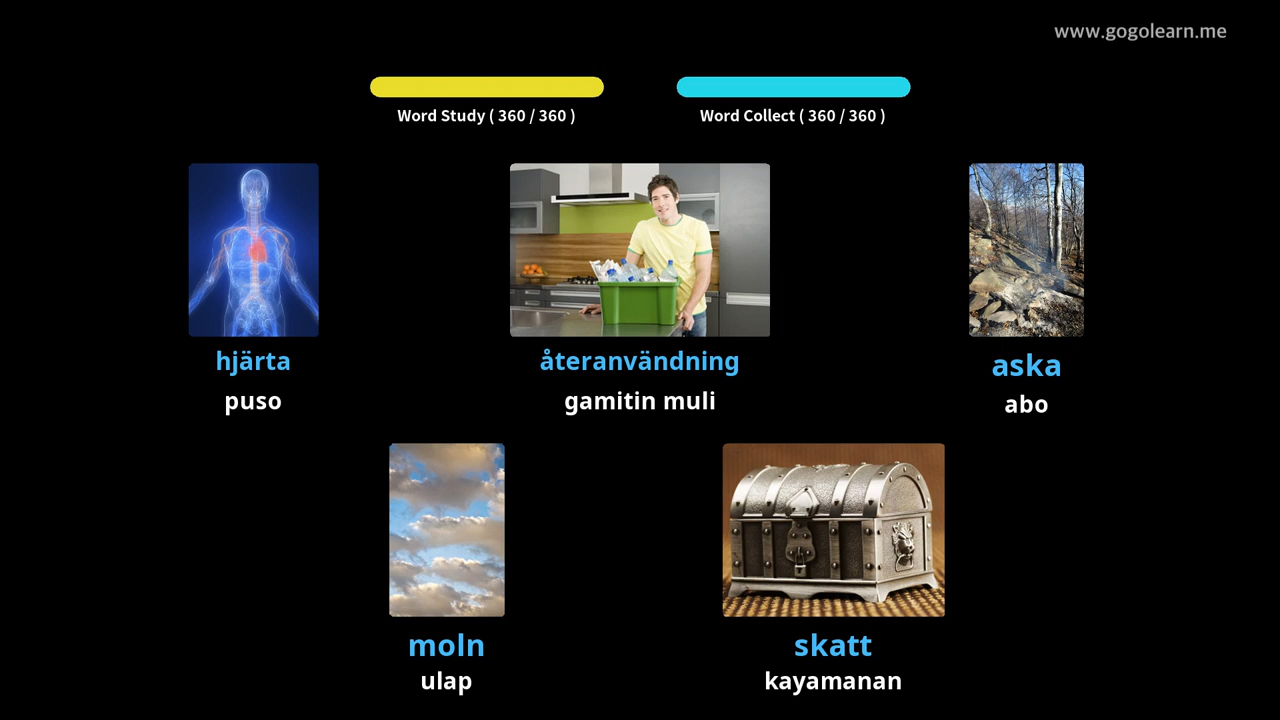 www.gogolearn.me
Word Study ( 360 / 360 )
Word Collect ( 360 / 360 )
hjärta
puso
återanvändning
gamitin muli
aska
abo
moln
ulap
skatt
kayamanan